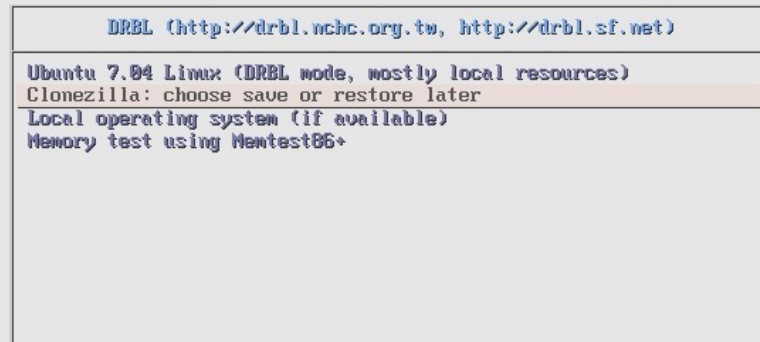 DRBL (http://drbl.nchc.org.tw, http://drbl.sf.net)
Ubuntu 7.04 Linux (DRBL mode, mostly local resources)
Clonezilla: choose save or restore later
Local operating system (if available)
Memory test using Memtest86+